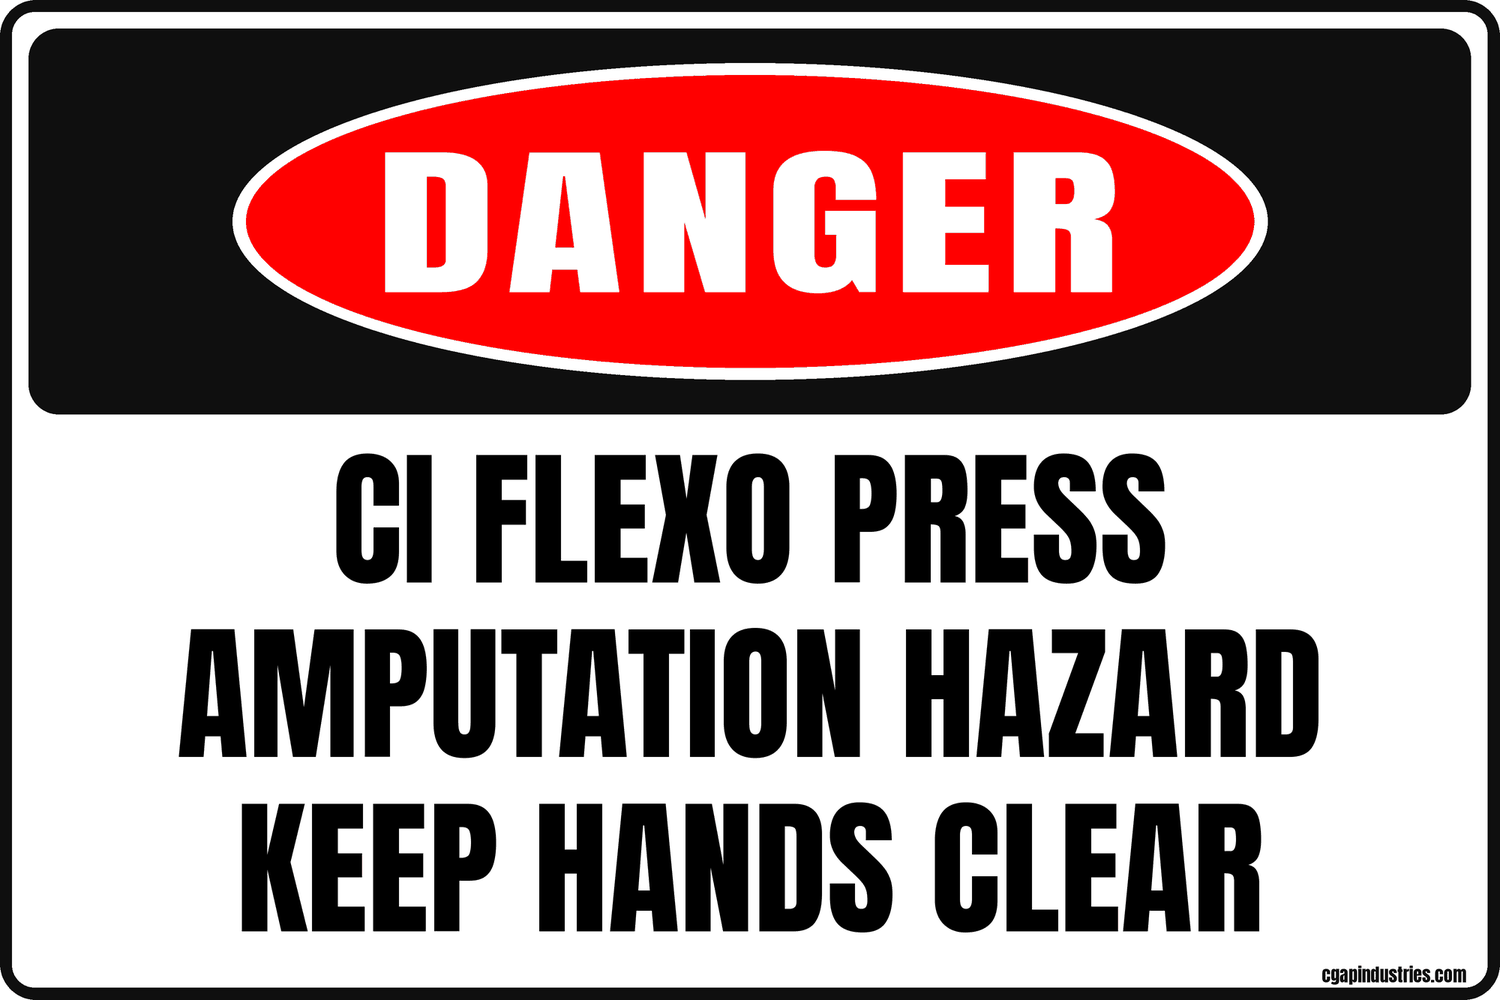 DANGER
CI FLEXO PRESS
AMPUTATION HAZARD
KEEP HANDS CLEAR
cgapindustries.com